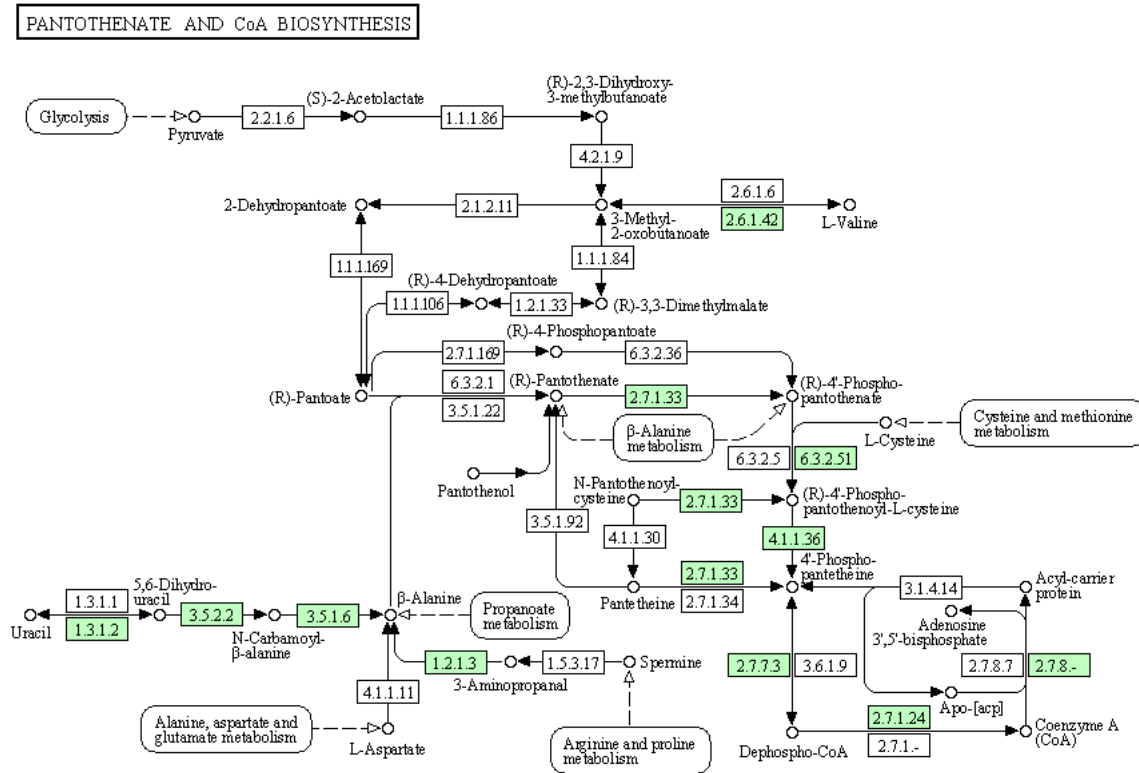 PANTOTHENATE AND CoA BIOSYNTHESIS
Glycolysis
Pyruvate
2.2.1.6
(S)-2-Acetolactate
1.1.1.86
(R)-2,3-Dihydroxy-
3-methylbutanoate
4.2.1.9
2-Dehydropantoate
2.1.2.11
3-Methyl-
2-oxobutanoate
2.6.1.6
2.6.1.42
L-Valine
1.1.1.169
1.1.1.84
(R)-4-Dehydropantoate
1.1.1.106
1.2.1.33
(R)-3,3-Dimethylmalate
(R)-4-Phosphopantoate
2.7.1.169
6.3.2.36
(R)-Pantoate
6.3.2.1
3.5.1.22
(R)-Pantothenate
2.7.1.33
(R)-4'-Phospho-
pantothenate
β-Alanine
metabolism
L-Cysteine
Cysteine and methionine
metabolism
6.3.2.5
6.3.2.51
Pantothenol
N-Pantothenoyl-
cysteine
2.7.1.33
(R)-4'-Phospho-
pantothenoyl-L-cysteine
3.5.1.92
4.1.1.30
4.1.1.36
4'-Phospho-
pantetheine
Pantetheine
2.7.1.33
2.7.1.34
3.1.4.14
Acyl-carrier
protein
Uracil
1.3.1.1
1.3.1.2
5,6-Dihydro-
uracil
3.5.2.2
N-Carbamoyl-
β-alanine
3.5.1.6
β-Alanine
Propanoate
metabolism
Adenosine
3',5'-bisphosphate
1.2.1.3
3-Aminopropanal
1.5.3.17
Spermine
2.7.7.3
3.6.1.9
2.7.8.7
2.7.8.-
4.1.1.11
Apo-[acp]
Alanine, aspartate and
glutamate metabolism
L-Aspartate
Arginine and proline
metabolism
Dephospho-CoA
2.7.1.24
2.7.1.-
Coenzyme A
(CoA)